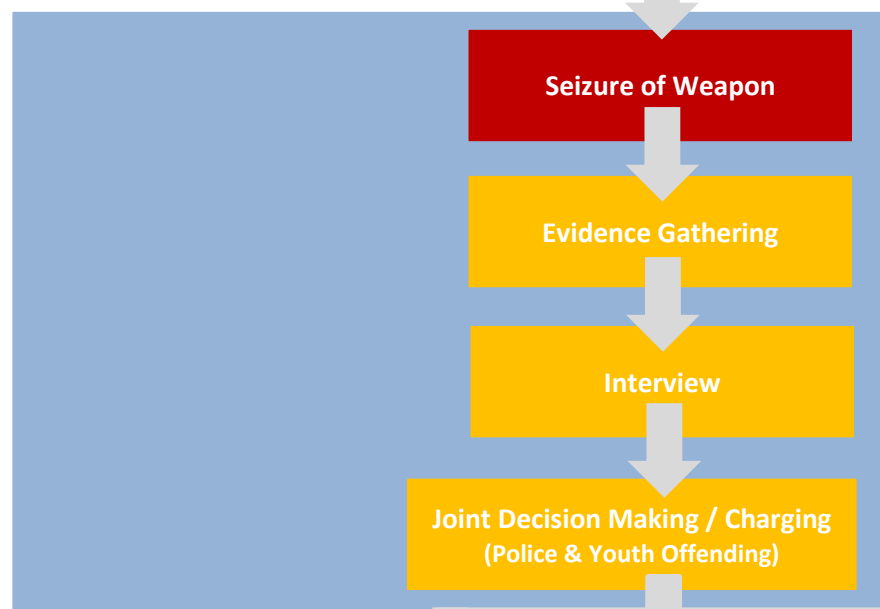 Seizure of Weapon
Evidence Gathering
Interview
Joint Decision Making / Charging
(Police & Youth Offending)